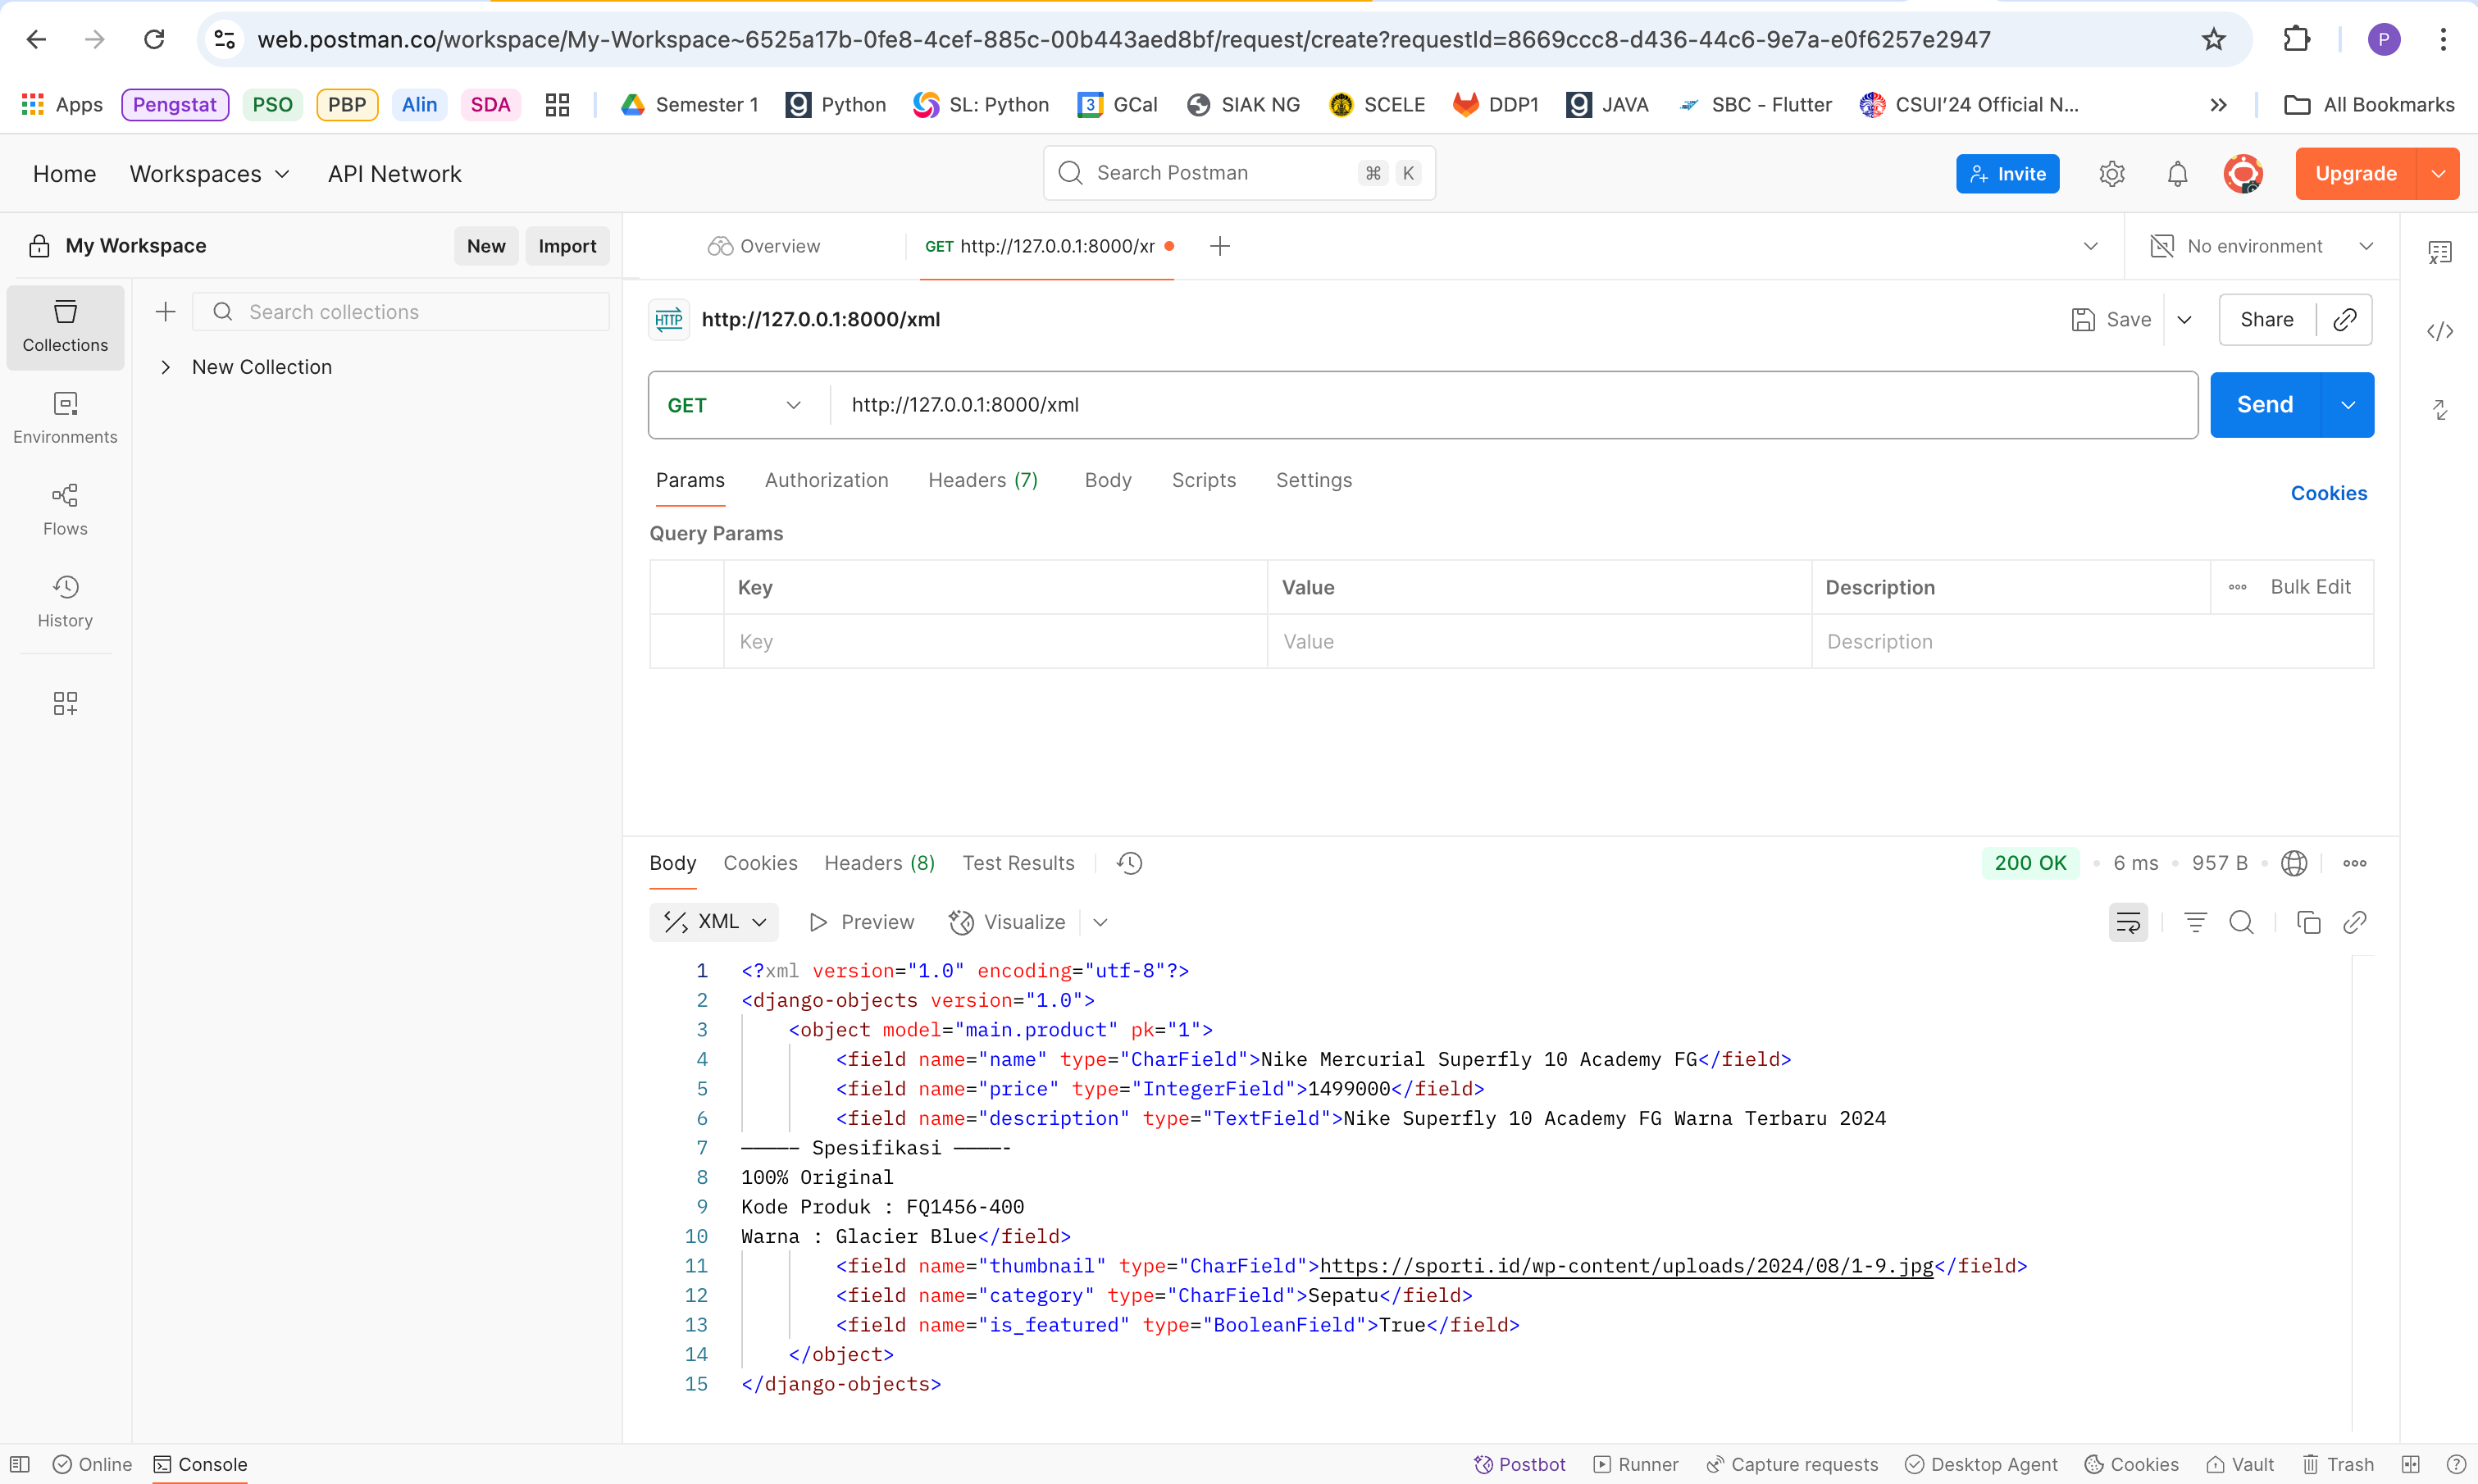 web.postman.co/workspace/My-Workspace~6525a17b-0fe8-4cef-885c-00b443aed8bf/request/create?requestId=8669ccc8-d436-44c6-9e7a-e0f6257e2947
P
Apps Pengstat PSO PBP Alin SDA Semester 1 Python SL: Python GCal SIAK NG SCELE DDP1 JAVA SBC - Flutter CSUI'24 Official N... All Bookmarks
Home Workspaces API Network Search Postman ⌘ K Invite Upgrade
My Workspace New Import Overview GET http://127.0.0.1:8000/xr No environment
Search collections
HTTP http://127.0.0.1:8000/xml Save Share
Collections
New Collection
GET http://127.0.0.1:8000/xml Send
Environments
Params Authorization Headers (7) Body Scripts Settings Cookies
Flows
Query Params
Key Value Description Bulk Edit
History
Key Value Description
Body Cookies Headers (8) Test Results 200 OK 6 ms 957 B
XML Preview Visualize
1 <?xml version="1.0" encoding="utf-8"?>
2 <django-objects version="1.0">
3 <object model="main.product" pk="1">
4 <field name="name" type="CharField">Nike Mercurial Superfly 10 Academy FG</field>
5 <field name="price" type="IntegerField">1499000</field>
6 <field name="description" type="TextField">Nike Superfly 10 Academy FG Warna Terbaru 2024
7 ————– Spesifikasi ————-
8 100% Original
9 Kode Produk : FQ1456-400
10 Warna : Glacier Blue</field>
11 <field name="thumbnail" type="CharField">https://sporti.id/wp-content/uploads/2024/08/1-9.jpg</field>
12 <field name="category" type="CharField">Sepatu</field>
13 <field name="is_featured" type="BooleanField">True</field>
14 </object>
15 </django-objects>
Online Console Postbot Runner Capture requests Desktop Agent Cookies Vault Trash